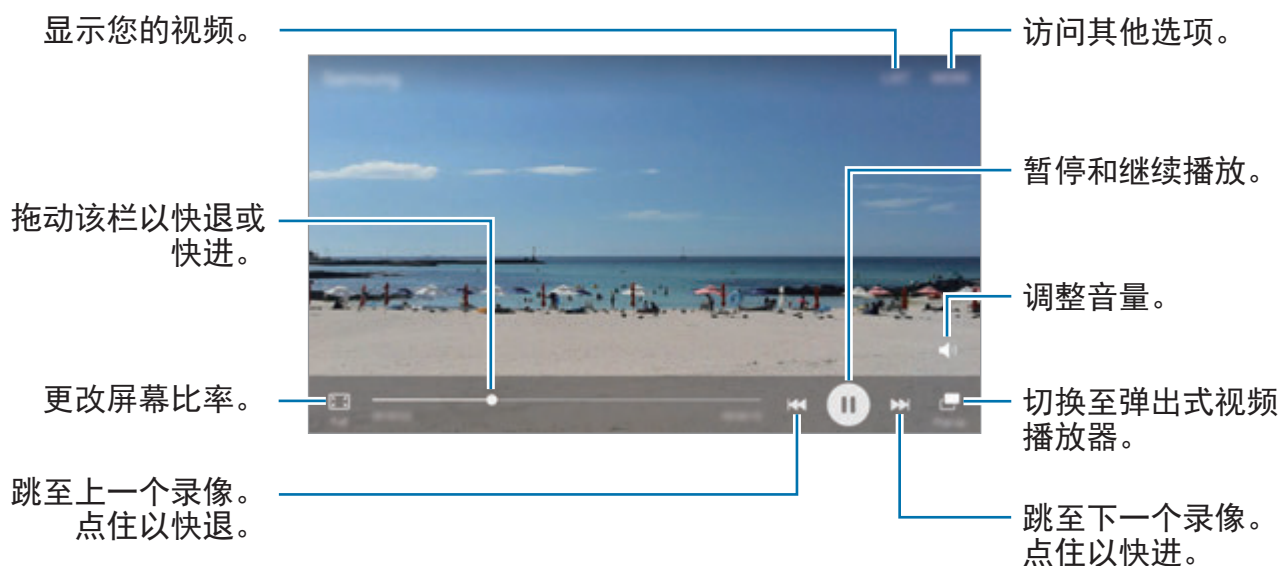 显示您的视频。
访问其他选项。
暂停和继续播放。
拖动该栏以快退或
快进。
调整音量。
更改屏幕比率。
切换至弹出式视频
播放器。
跳至上一个录像。
点住以快退。
跳至下一个录像。
点住以快进。